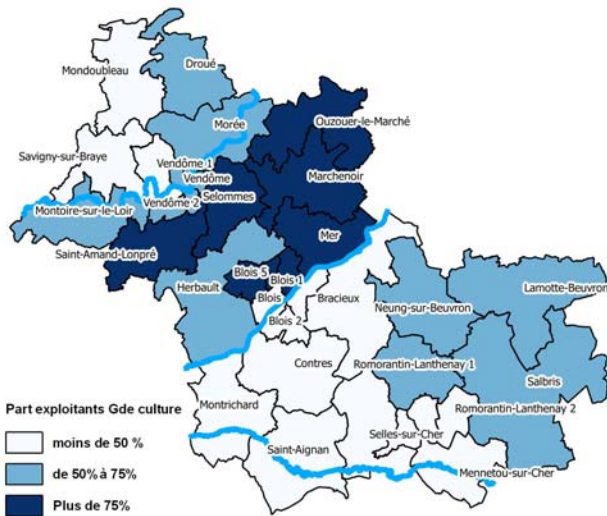 Droué
Mondoubleau
Ouzouer-le-Marché
Morée
Savigny-sur-Braye
Vendôme 1
Vendôme
Marchenoir
Selommes
Vendôme 2
Montoire-sur-le-Loir
Mer
Saint-Amand-Lonpré
Blois 5
Blois 1
Herbault
Blois
Bracieux
Lamotte-Beuvron
Neung-sur-Beuvron
Blois 2
Contres
Romorantin-Lanthenay 1
Salbris
Part exploitants Gde culture
Montrichard
Romorantin-Lanthenay 2
moins de 50 %
Selles-sur-Cher
Saint-Aignan
de 50% à 75%
Mennetou-sur-Cher
Plus de 75%